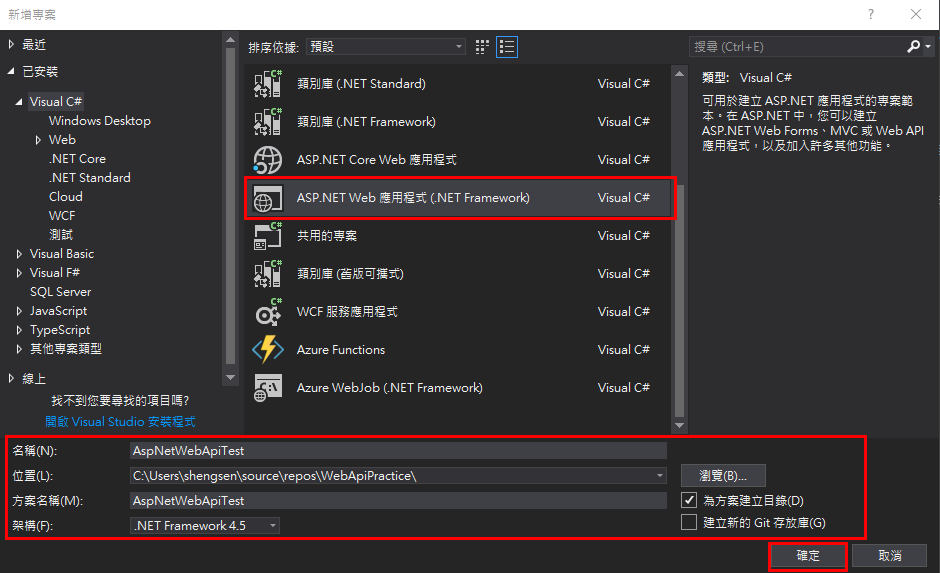 新增專案
最近
已安裝
Visual C#
Windows Desktop
Web
.NET Core
.NET Standard
Cloud
WCF
測試
Visual Basic
Visual F#
SQL Server
JavaScript
TypeScript
其他專案類型
線上
找不到您要尋找的項目嗎?
開啟 Visual Studio 安裝程式
排序依據: 預設
類別庫 (.NET Standard) Visual C#
類別庫 (.NET Framework) Visual C#
ASP.NET Core Web 應用程式 Visual C#
ASP.NET Web 應用程式 (.NET Framework) Visual C#
共用的專案 Visual C#
類別庫 (舊版可攜式) Visual C#
WCF 服務應用程式 Visual C#
Azure Functions Visual C#
Azure WebJob (.NET Framework) Visual C#
搜尋 (Ctrl+E)
類型: Visual C#
可用於建立 ASP.NET 應用程式的專案範
本。在 ASP.NET 中，您可以建立
ASP.NET Web Forms、MVC 或 Web API
應用程式，以及加入許多其他功能。
名稱(N): AspNetWebApiTest
位置(L): C:\Users\shengsen\source\repos\WebApiPractice\ 瀏覽(B)...
方案名稱(M): AspNetWebApiTest 為方案建立目錄(D)
架構(F): .NET Framework 4.5 建立新的 Git 存放庫(G)
確定 取消